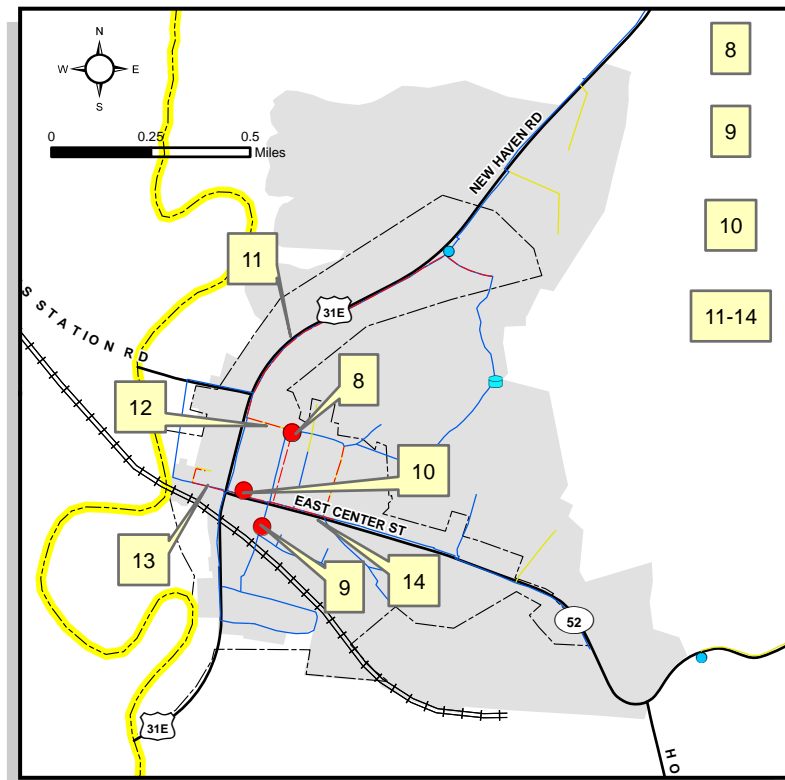 N
W E
S
0 0.25 0.5
Miles
8
9
10
11-14
NEW HAVEN RD
11
31E
S STATION RD
12
8
10
EAST CENTER ST
13
9
14
52
31E
HO